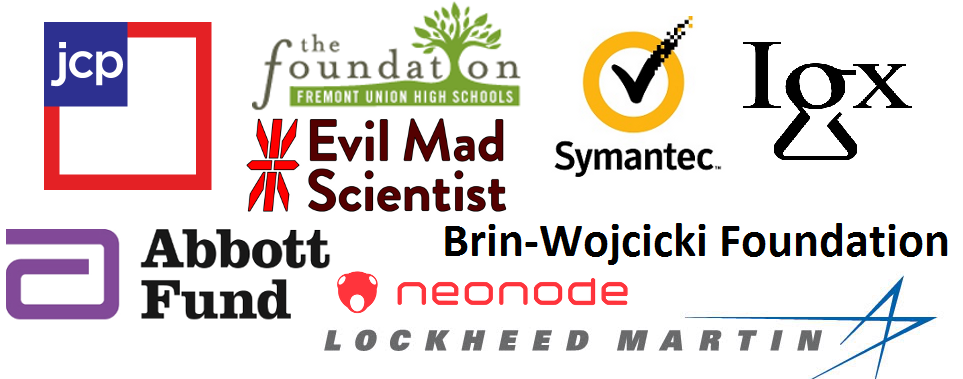 jcp
the
foundation
FREMONT UNION HIGH SCHOOLS
Symantec™
Igx
Evil Mad
Scientist
Abbott
Fund
Brin-Wojcicki Foundation
neonode
LOCKHEED MARTIN